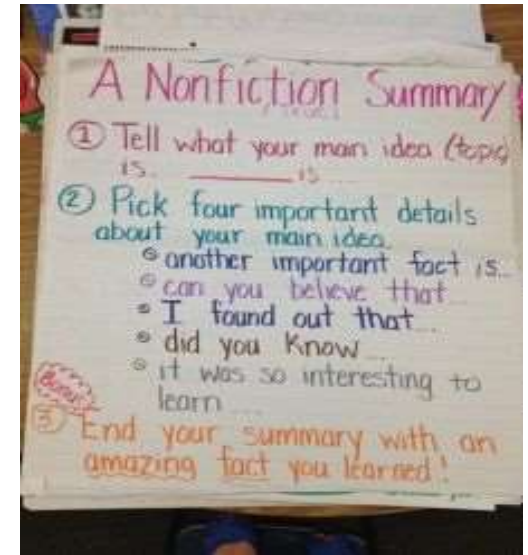 A Nonfiction Summary
① Tell what your main idea (topic)
is. ______ is ...
② Pick four important details
about your main idea.
another important fact is...
can you believe that...
I found out that...
did you know...
it was so interesting to
learn ...
Bonus
③ End your summary with an
amazing fact you learned!